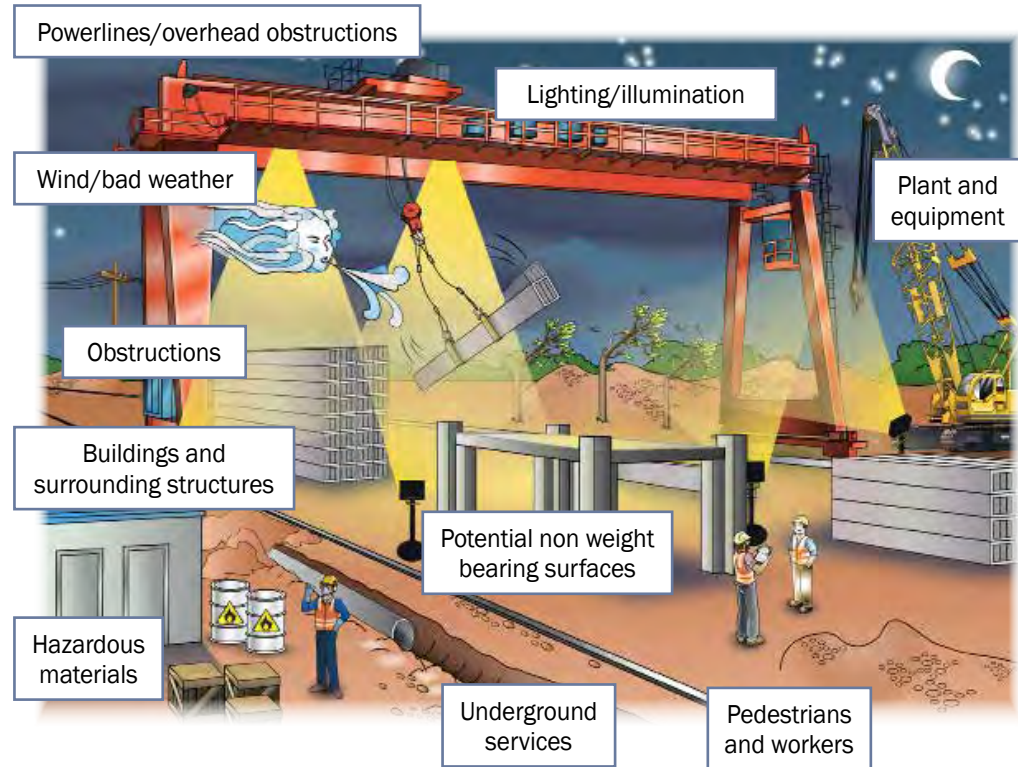 Powerlines/overhead obstructions
Lighting/illumination
Wind/bad weather
Plant and
equipment
Obstructions
Buildings and
surrounding structures
Potential non weight
bearing surfaces
Hazardous
materials
Underground
services
Pedestrians
and workers